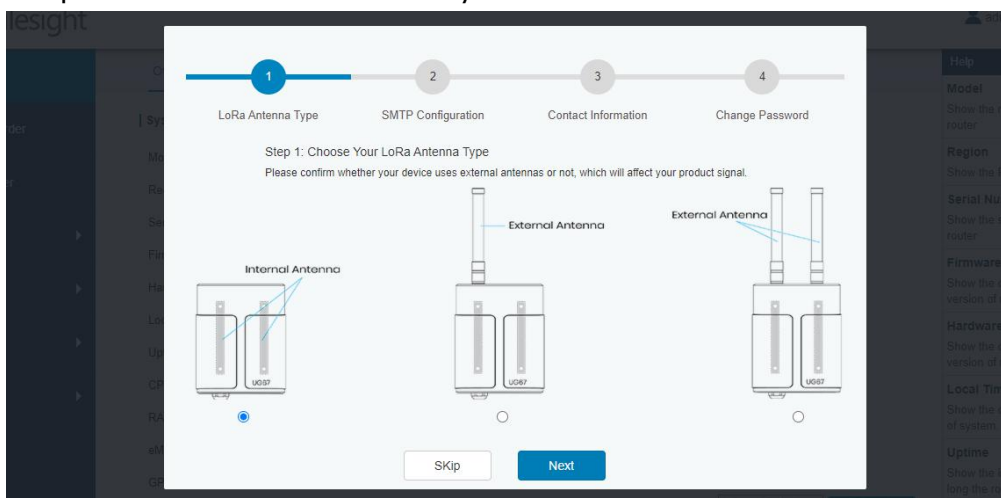 1
2
3
4
LoRa Antenna Type
SMTP Configuration
Contact Information
Change Password
Step 1: Choose Your LoRa Antenna Type
Please confirm whether your device uses external antennas or not, which will affect your product signal.
Internal Antenna
UG67
External Antenna
UG67
External Antenna
UG67
SKip
Next
Help
Model
Show the
router
Region
Show the
Serial Nu
Show the
router
Firmware
Show the
version of
Hardware
Show the
version of
Local Tim
Show the
of system
Uptime
Show the
long the